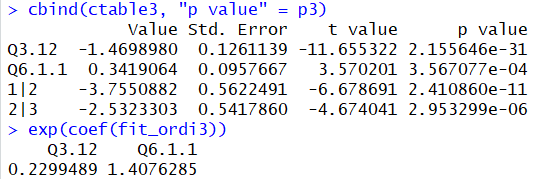 > cbind(ctable3, "p value" = p3)
Value Std. Error t value p value
Q3.12 -1.4698980 0.1261139 -11.655322 2.155646e-31
Q6.1.1 0.3419064 0.0957667 3.570201 3.567077e-04
1|2 -3.7550882 0.5622491 -6.678691 2.410860e-11
2|3 -2.5323303 0.5417860 -4.674041 2.953299e-06
> exp(coef(fit_ordi3))
Q3.12 Q6.1.1
0.2299489 1.4076285